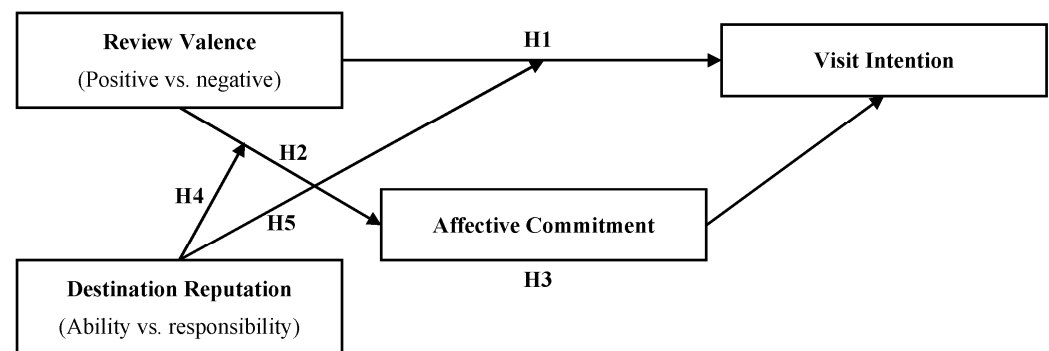 Review Valence
(Positive vs. negative)
H1
Visit Intention
H2
H4
H5
Affective Commitment
H3
Destination Reputation
(Ability vs. responsibility)